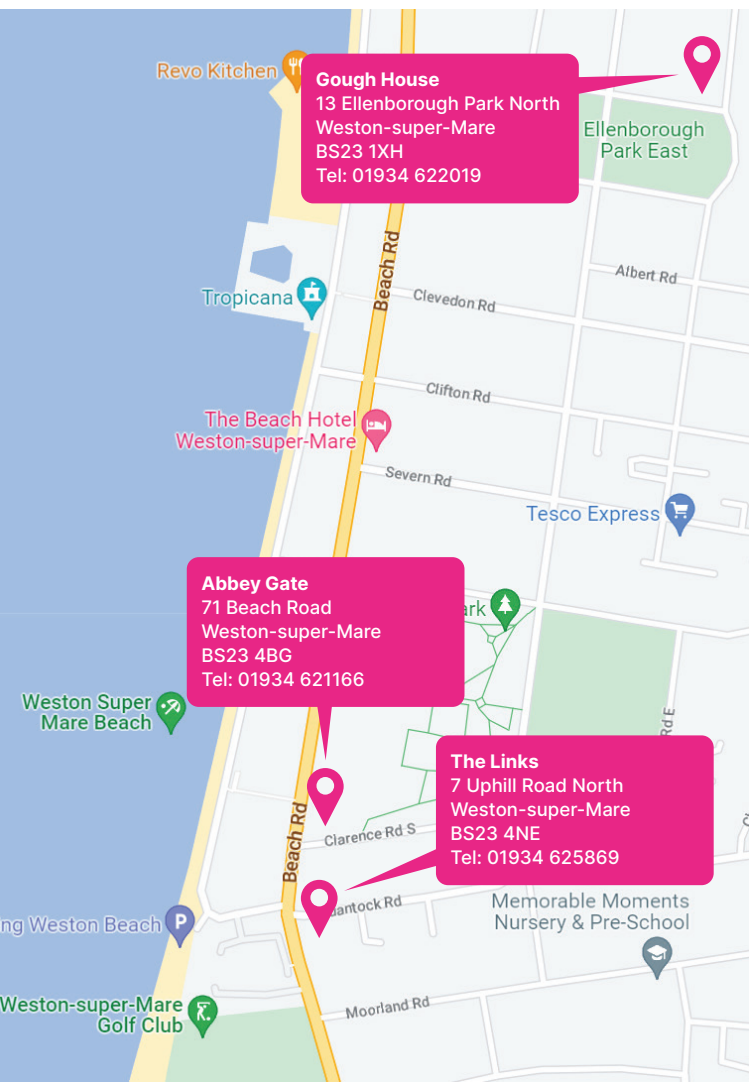 Revo Kitchen
Gough House
13 Ellenborough Park North
Weston-super-Mare
BS23 1XH
Tel: 01934 622019
Ellenborough
Park East
Beach Rd
Albert Rd
Tropicana
Clevedon Rd
Clifton Rd
The Beach Hotel
Weston-super-Mare
Severn Rd
Tesco Express
Abbey Gate
71 Beach Road
Weston-super-Mare
BS23 4BG
Tel: 01934 621166
ark
Weston Super
Mare Beach
Rd E
The Links
7 Uphill Road North
Weston-super-Mare
BS23 4NE
Tel: 01934 625869
Beach Rd
Clarence Rd S
antock Rd
Memorable Moments
Nursery & Pre-School
ng Weston Beach
P
Weston-super-Mare
Golf Club
Moorland Rd